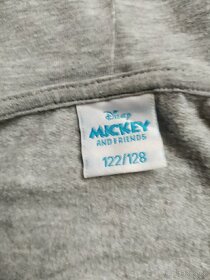 Disney
MICKEY
AND FRIENDS
122/128